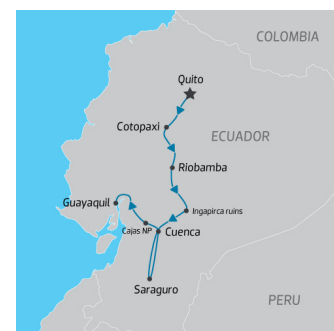 COLOMBIA
Quito
Cotopaxi
ECUADOR
Riobamba
Guayaquil
Ingapirca ruins
Cajas NP
Cuenca
Saraguro
PERU